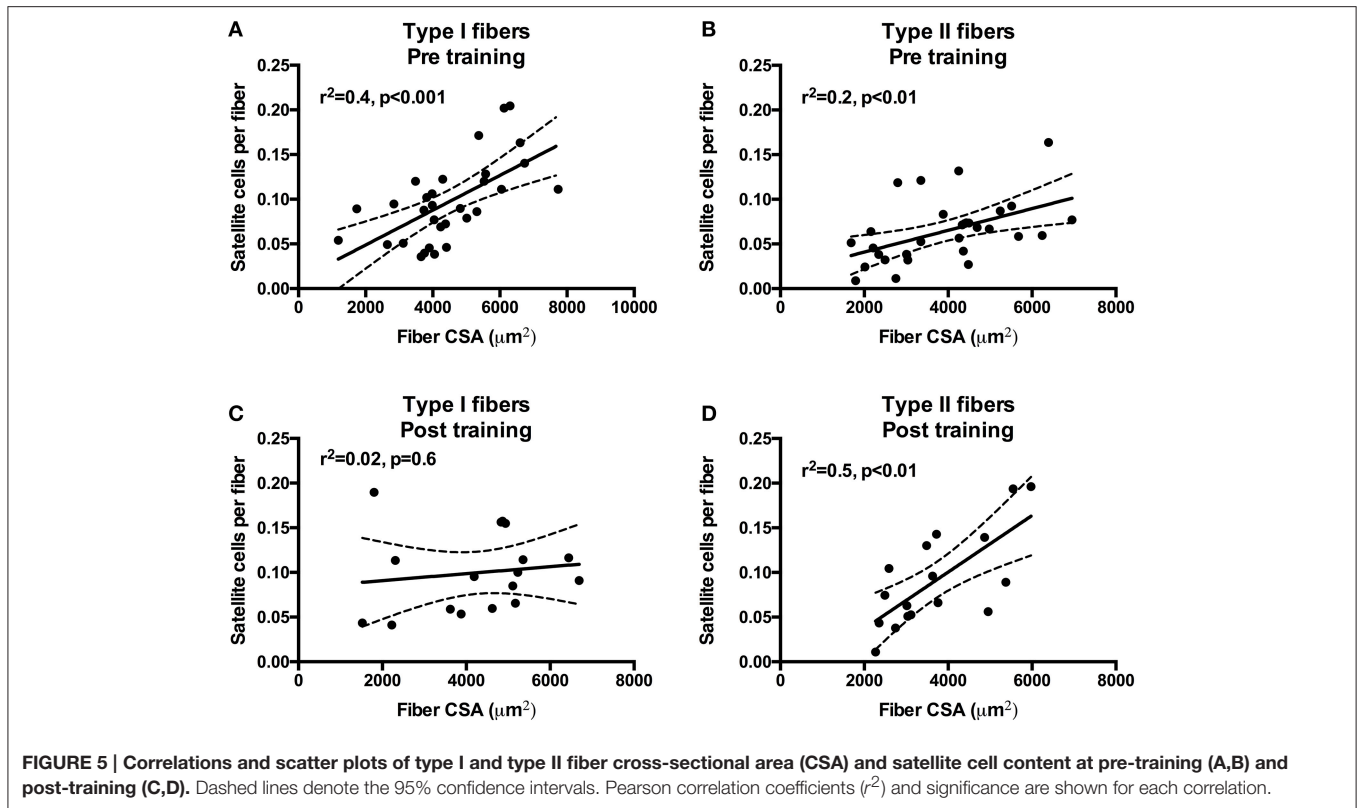 A
Type I fibers
Pre training
0.25
0.20
0.15
0.10
0.05
0.00
Satellite cells per fiber
r²=0.4, p<0.001
0
2000
4000
6000
8000
10000
Fiber CSA (μm²)
B
Type II fibers
Pre training
0.25
0.20
0.15
0.10
0.05
0.00
Satellite cells per fiber
r²=0.2, p<0.01
0
2000
4000
6000
8000
Fiber CSA (μm²)
C
Type I fibers
Post training
0.25
0.20
0.15
0.10
0.05
0.00
Satellite cells per fiber
r²=0.02, p=0.6
0
2000
4000
6000
8000
Fiber CSA (μm²)
D
Type II fibers
Post training
0.25
0.20
0.15
0.10
0.05
0.00
Satellite cells per fiber
r²=0.5, p<0.01
0
2000
4000
6000
8000
Fiber CSA (μm²)
FIGURE 5 | Correlations and scatter plots of type I and type II fiber cross-sectional area (CSA) and satellite cell content at pre-training (A,B) and
post-training (C,D). Dashed lines denote the 95% confidence intervals. Pearson correlation coefficients (r²) and significance are shown for each correlation.